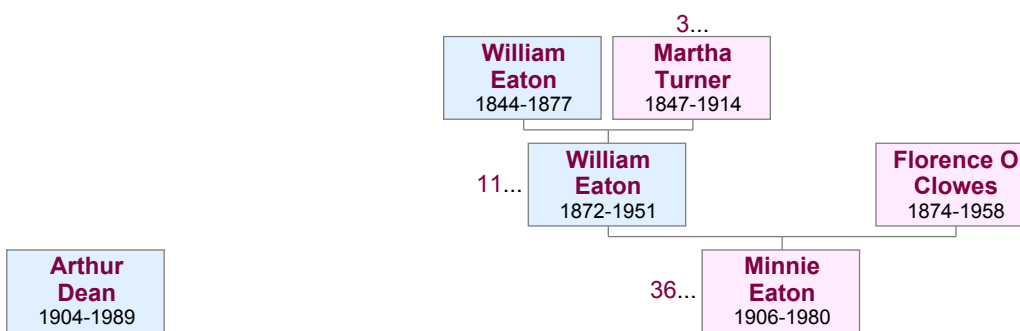 3...
William
Eaton
1844-1877
Martha
Turner
1847-1914
11...
William
Eaton
1872-1951
Florence O
Clowes
1874-1958
Arthur
Dean
1904-1989
36...
Minnie
Eaton
1906-1980